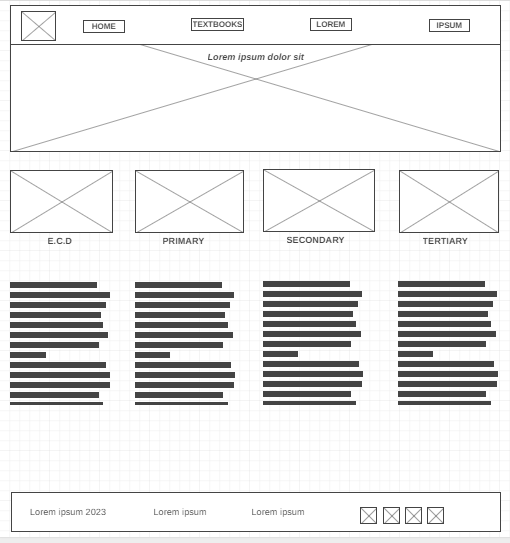 HOME
TEXTBOOKS
LOREM
IPSUM
Lorem ipsum dolor sit
E.C.D
PRIMARY
SECONDARY
TERTIARY
Lorem ipsum 2023
Lorem ipsum
Lorem ipsum